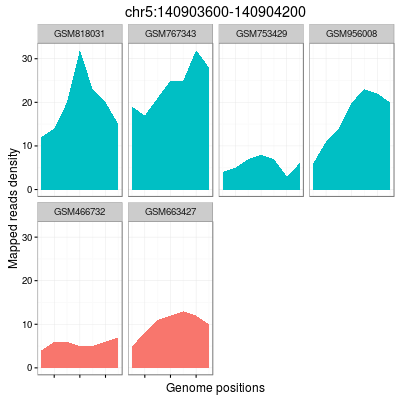 chr5:140903600-140904200
GSM818031 GSM767343 GSM753429 GSM956008
30
20
10
0
GSM466732 GSM663427
30
20
10
0
Mapped reads density
Genome positions